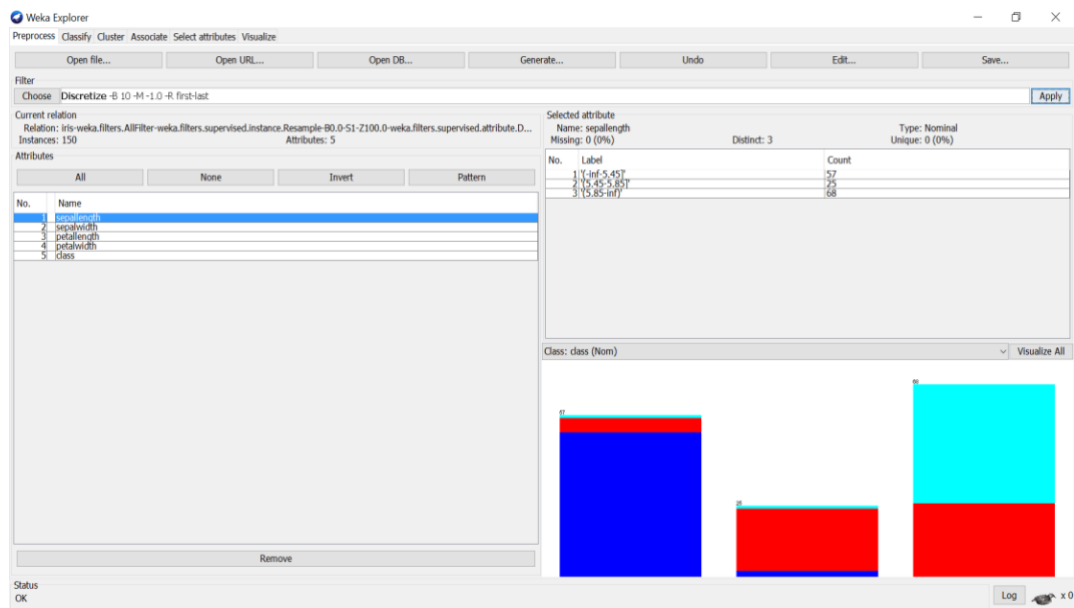 Weka Explorer
Preprocess Classify Cluster Associate Select attributes Visualize
Open file... Open URL... Open DB... Generate... Undo Edit... Save...
Filter
Choose Discretize -B 10 -M -1.0 -R first-last Apply
Current relation
Relation: iris-weka.filters.AllFilter-weka.filters.supervised.instance.Resample-B0.0-S1-Z100.0-weka.filters.supervised.attribute.D...
Instances: 150 Attributes: 5
Attributes
All None Invert Pattern
No. Name
1 sepallength
2 sepalwidth
3 petallength
4 petalwidth
5 class
Remove
Selected attribute
Name: sepallength Type: Nominal
Missing: 0 (0%) Distinct: 3 Unique: 0 (0%)
No. Label Count
1 '(-inf-5.45]' 57
2 '(5.45-5.85]' 25
3 '(5.85-inf)' 68
Class: class (Nom) Visualize All
57
25
68
Status
OK
Log x 0